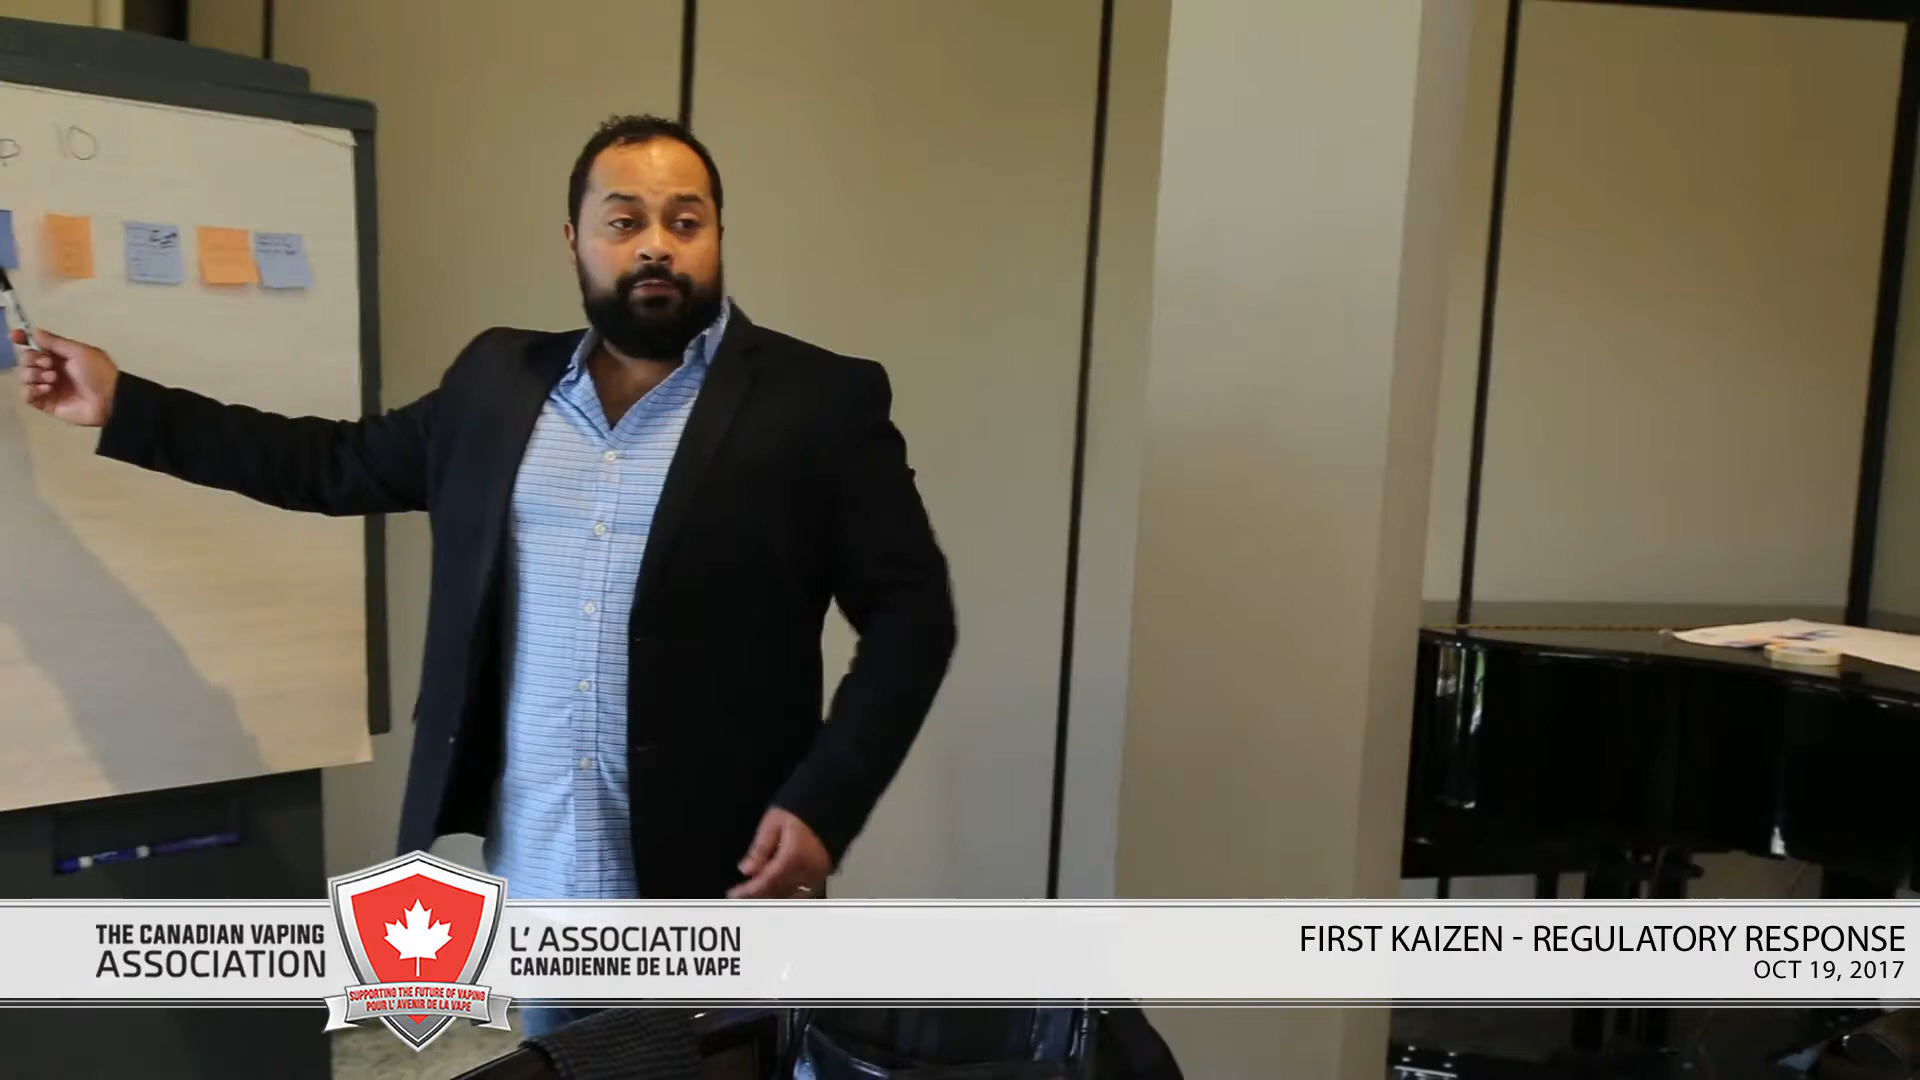 p 10
THE CANADIAN VAPING
ASSOCIATION
L' ASSOCIATION
CANADIENNE DE LA VAPE
SUPPORTING THE FUTURE OF VAPING
POUR L' AVENIR DE LA VAPE
FIRST KAIZEN - REGULATORY RESPONSE
OCT 19, 2017